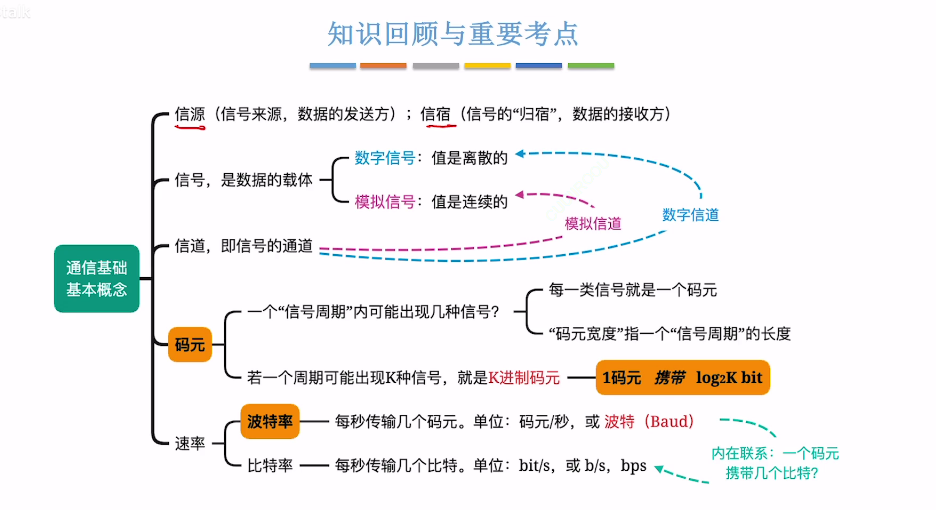 talk
知识回顾与重要考点
信源（信号来源，数据的发送方）；信宿（信号的“归宿”，数据的接收方）
数字信号：值是离散的
信号，是数据的载体
模拟信号：值是连续的
数字信道
模拟信道
信道，即信号的通道
通信基础
基本概念
每一类信号就是一个码元
一个“信号周期”内可能出现几种信号？
“码元宽度”指一个“信号周期”的长度
码元
若一个周期可能出现K种信号，就是K进制码元
1码元 携带 log₂K bit
波特率
每秒传输几个码元。单位：码元/秒，或 波特（Baud）
速率
内在联系：一个码元
携带几个比特？
比特率
每秒传输几个比特。单位：bit/s，或 b/s，bps